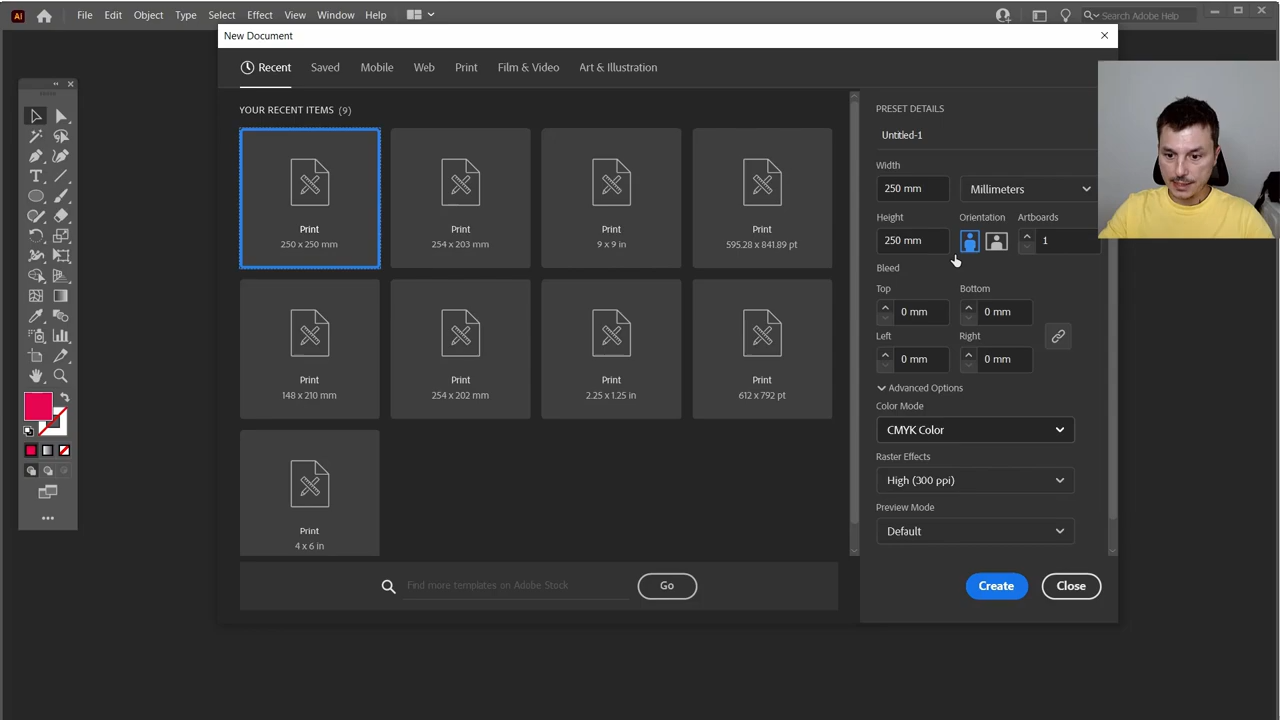 Ai File Edit Object Type Select Effect View Window Help Search Adobe Help
New Document
Recent Saved Mobile Web Print Film & Video Art & Illustration
YOUR RECENT ITEMS (9)
Print
250 x 250 mm
Print
254 x 203 mm
Print
9 x 9 in
Print
595.28 x 841.89 pt
Print
148 x 210 mm
Print
254 x 202 mm
Print
2.25 x 1.25 in
Print
612 x 792 pt
Print
4 x 6 in
Find more templates on Adobe Stock Go
PRESET DETAILS
Untitled-1
Width
250 mm Millimeters
Height Orientation Artboards
250 mm 1
Bleed
Top Bottom
0 mm 0 mm
Left Right
0 mm 0 mm
Advanced Options
Color Mode
CMYK Color
Raster Effects
High (300 ppi)
Preview Mode
Default
Create Close